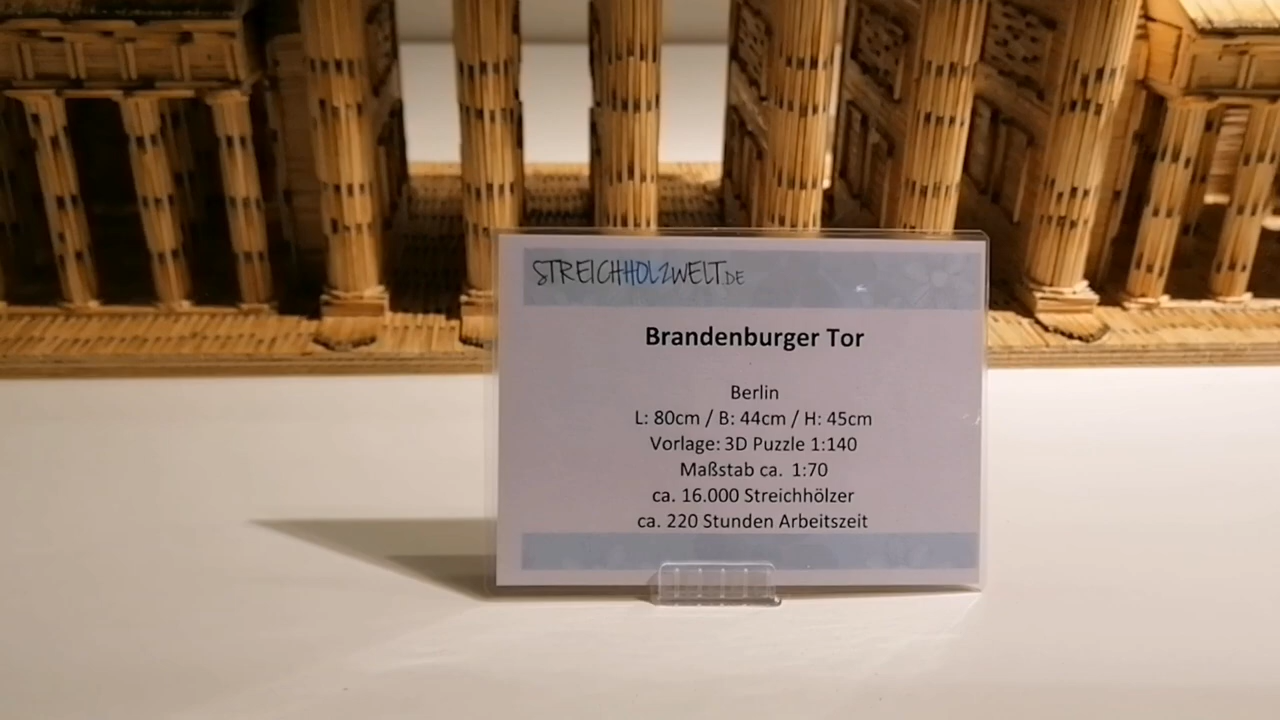 STREICHHOLZWELT.DE
Brandenburger Tor
Berlin
L: 80cm / B: 44cm / H: 45cm
Vorlage: 3D Puzzle 1:140
Maßstab ca. 1:70
ca. 16.000 Streichhölzer
ca. 220 Stunden Arbeitszeit